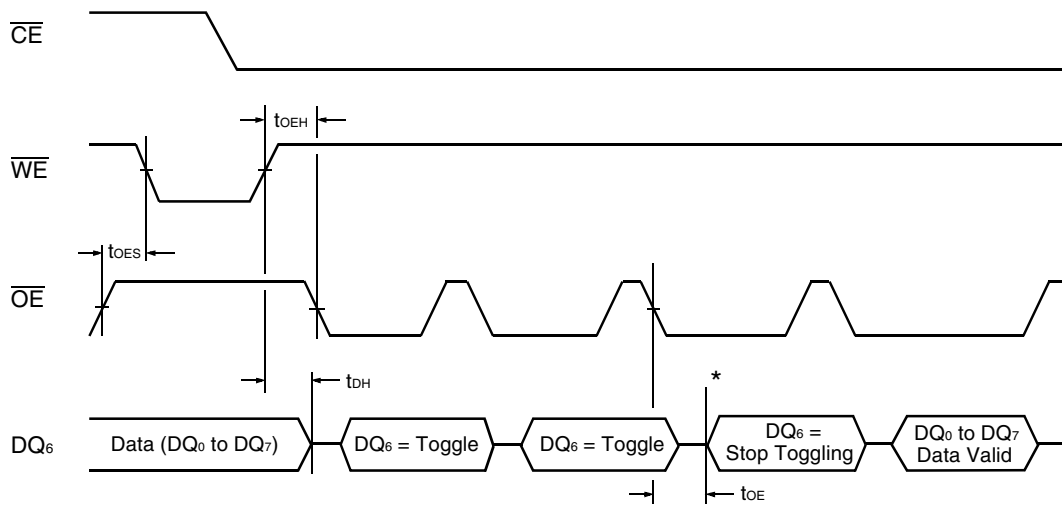 CE
tOEH
WE
tOES
OE
tDH
*
DQ6
Data (DQ0 to DQ7)
DQ6 = Toggle
DQ6 = Toggle
DQ6 =
Stop Toggling
DQ0 to DQ7
Data Valid
tOE